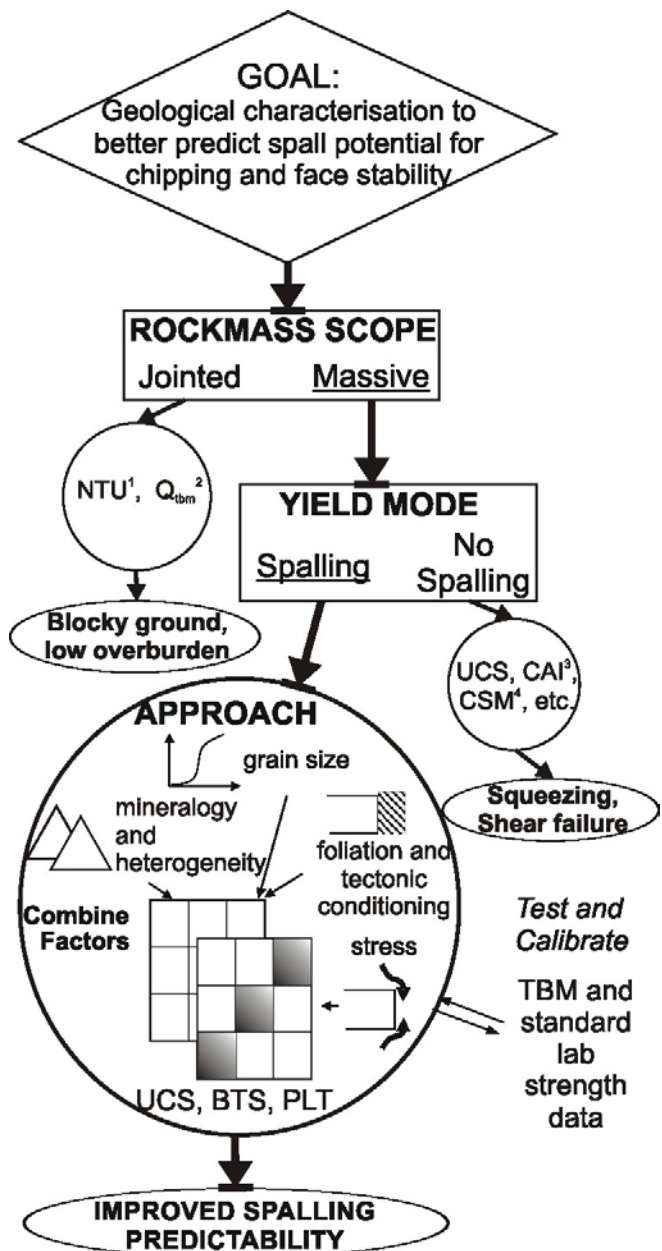 GOAL:
Geological characterisation to
better predict spall potential for
chipping and face stability
ROCKMASS SCOPE
Jointed Massive
NTU¹, Qtbm²
Blocky ground,
low overburden
YIELD MODE
Spalling
No
Spalling
UCS, CAI³,
CSM⁴, etc.
Squeezing,
Shear failure
APPROACH
grain size
mineralogy
and
heterogeneity
foliation and
tectonic
conditioning
Combine
Factors
stress
UCS, BTS, PLT
Test and
Calibrate
TBM and
standard
lab
strength
data
IMPROVED SPALLING
PREDICTABILITY